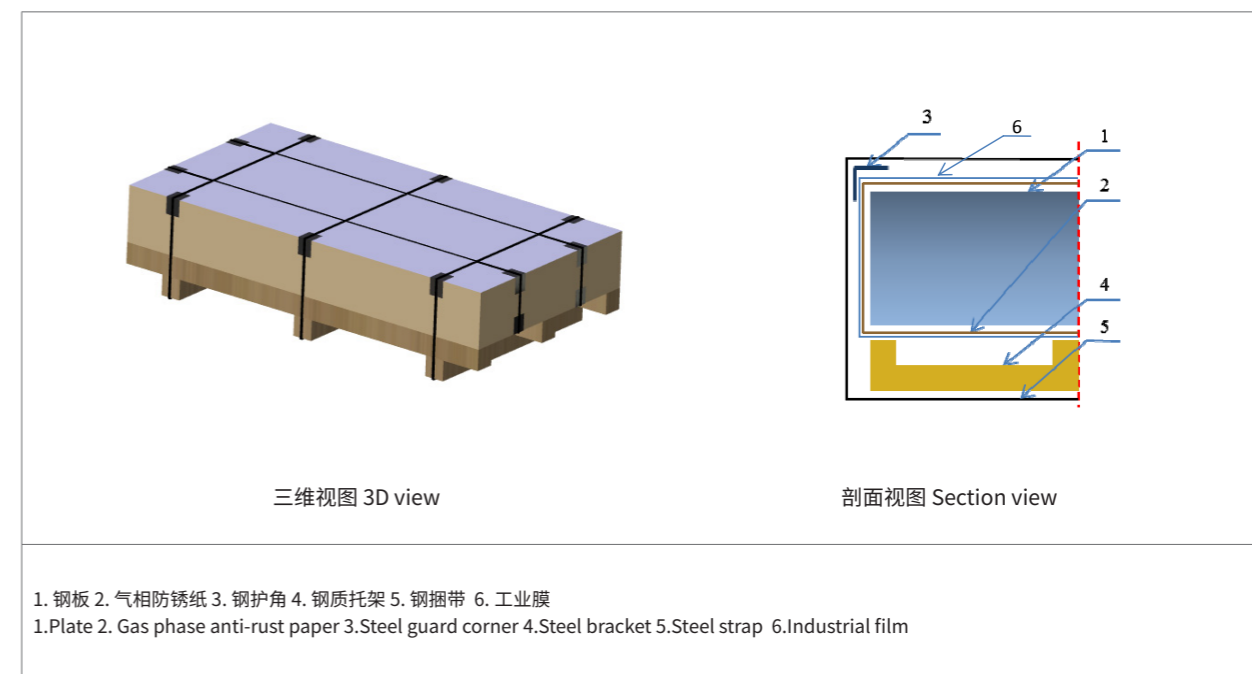 3
6
1
2
4
5
三维视图 3D view
剖面视图 Section view
1. 钢板 2. 气相防锈纸 3. 钢护角 4. 钢质托架 5. 钢捆带 6. 工业膜
1.Plate 2. Gas phase anti-rust paper 3.Steel guard corner 4.Steel bracket 5.Steel strap 6.Industrial film